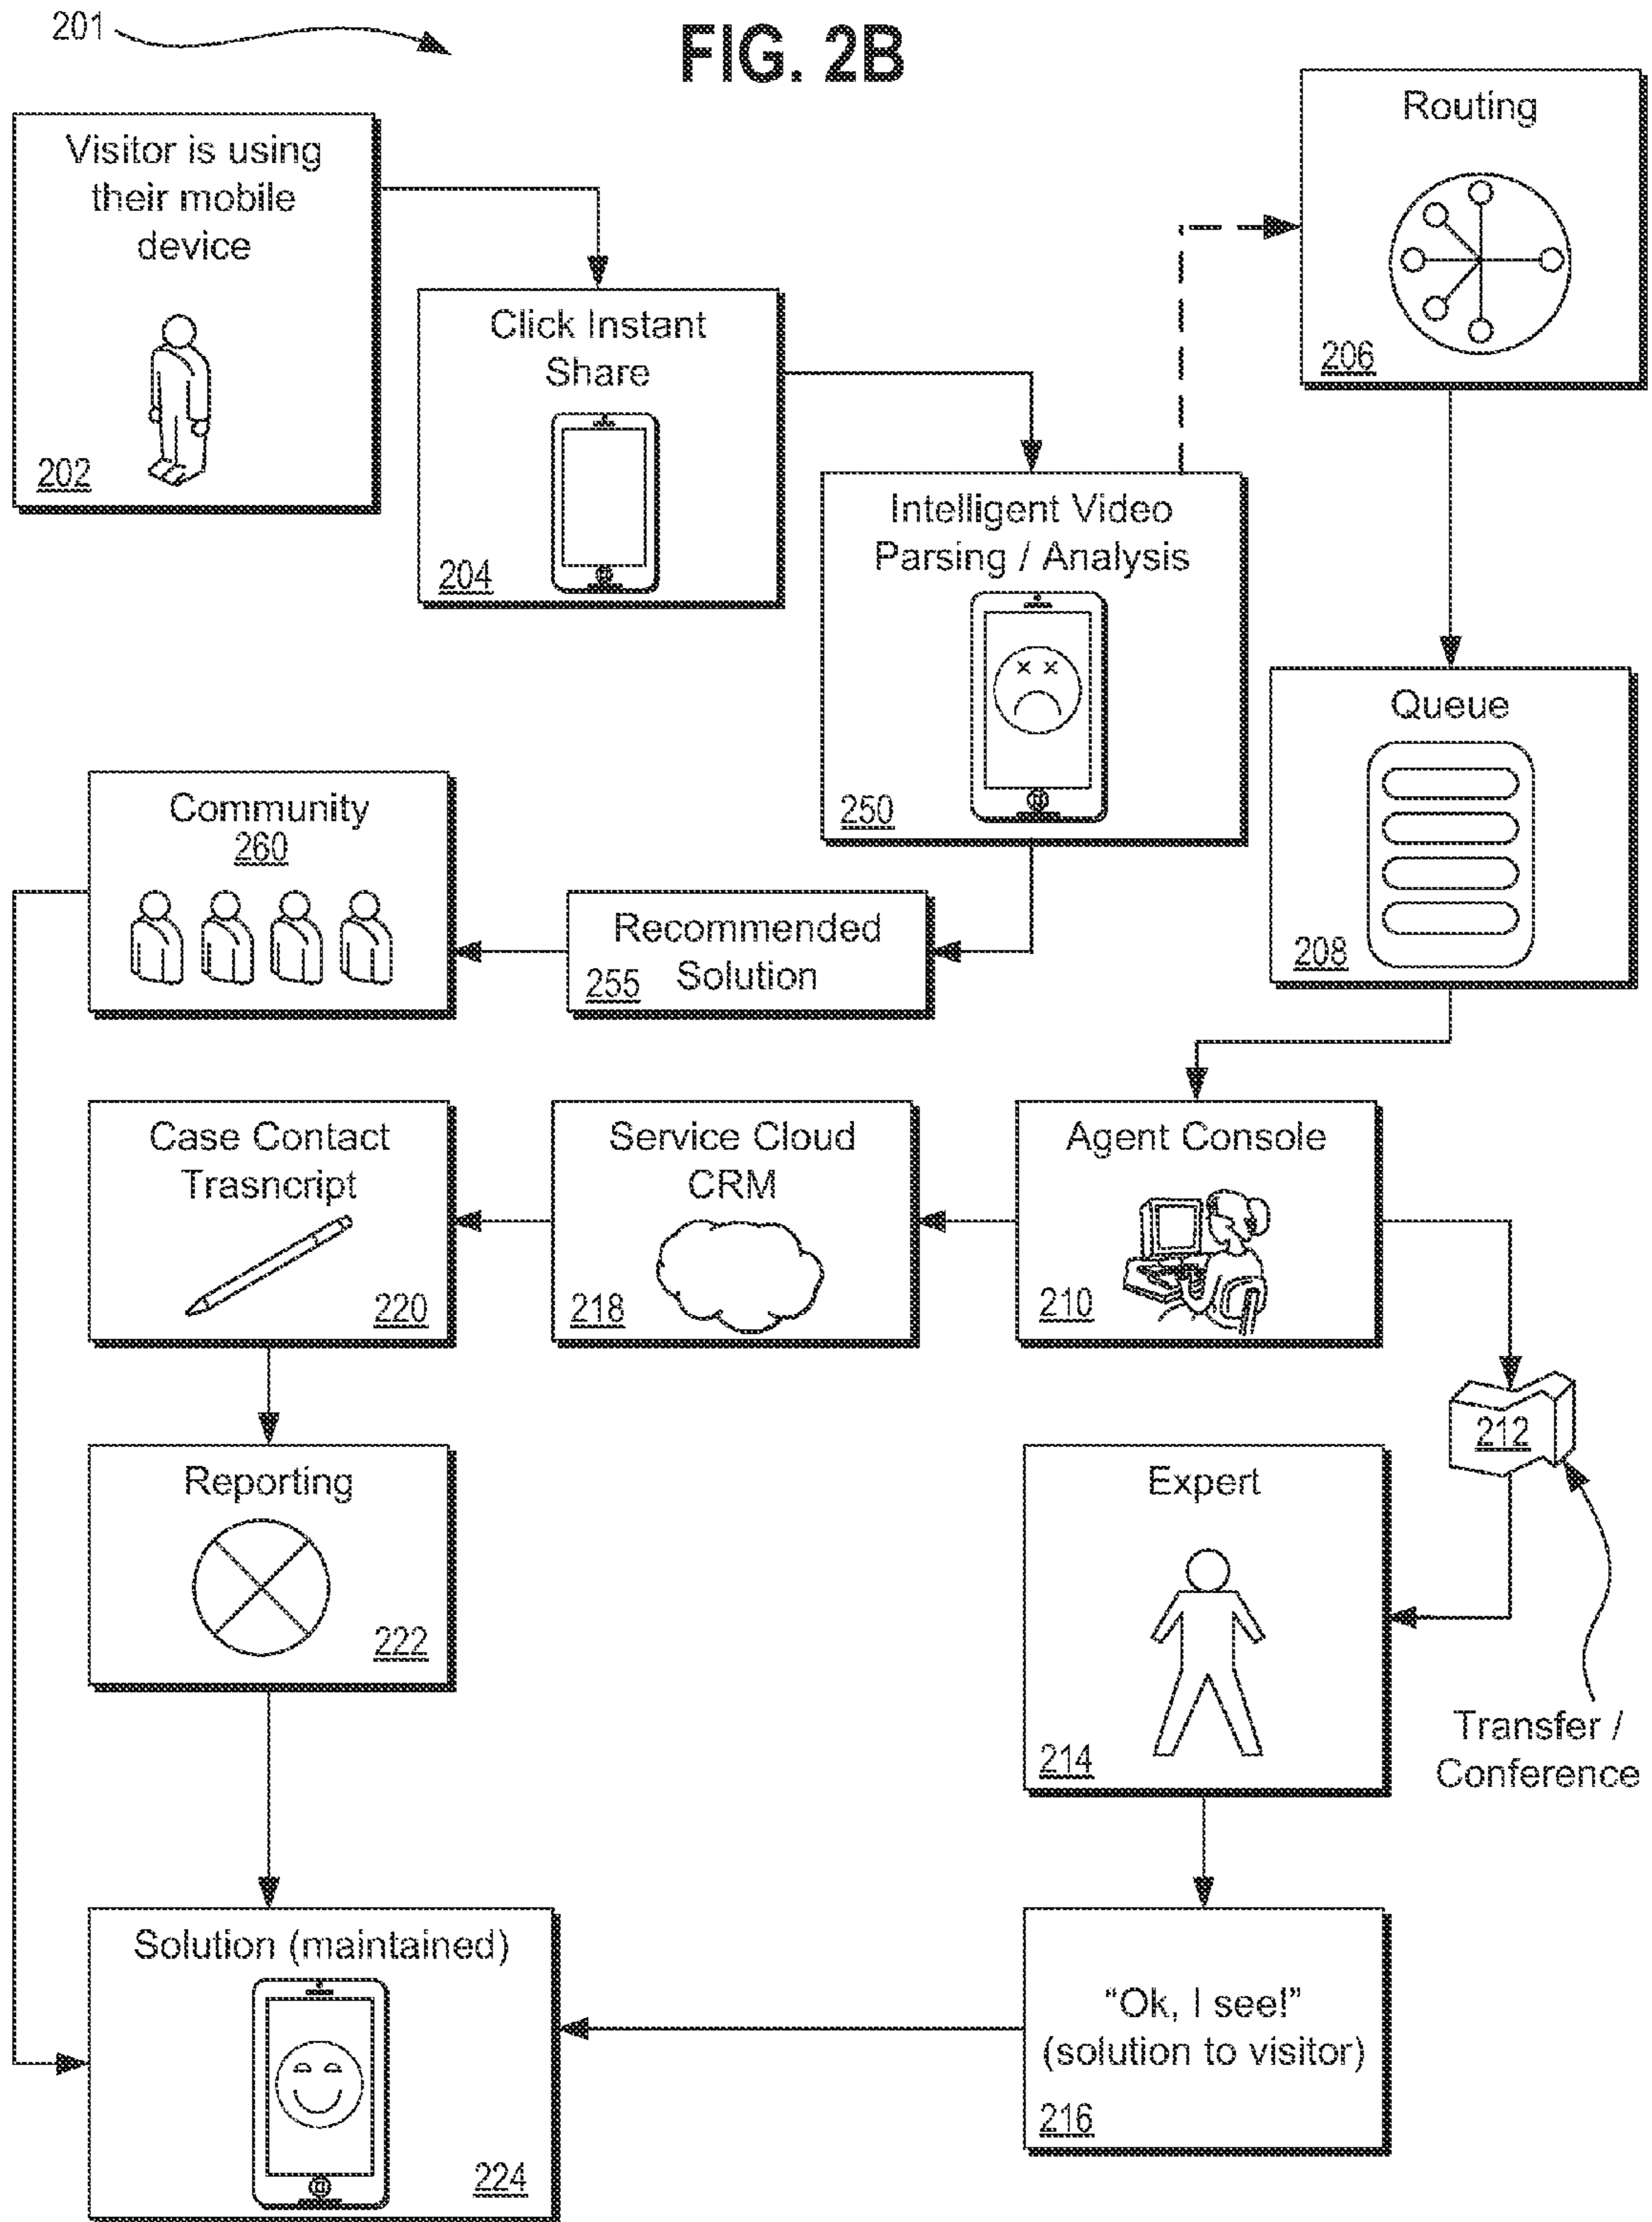 201
FIG. 2B
Visitor is using
their mobile
device
202
Click Instant
Share
204
Intelligent Video
Parsing / Analysis
250
Routing
206
Queue
208
Community
260
Recommended
Solution
255
Case Contact
Trasncript
220
Service Cloud
CRM
218
Agent Console
210
212
Transfer /
Conference
Reporting
222
Expert
214
Solution (maintained)
224
“Ok, I see!”
(solution to visitor)
216